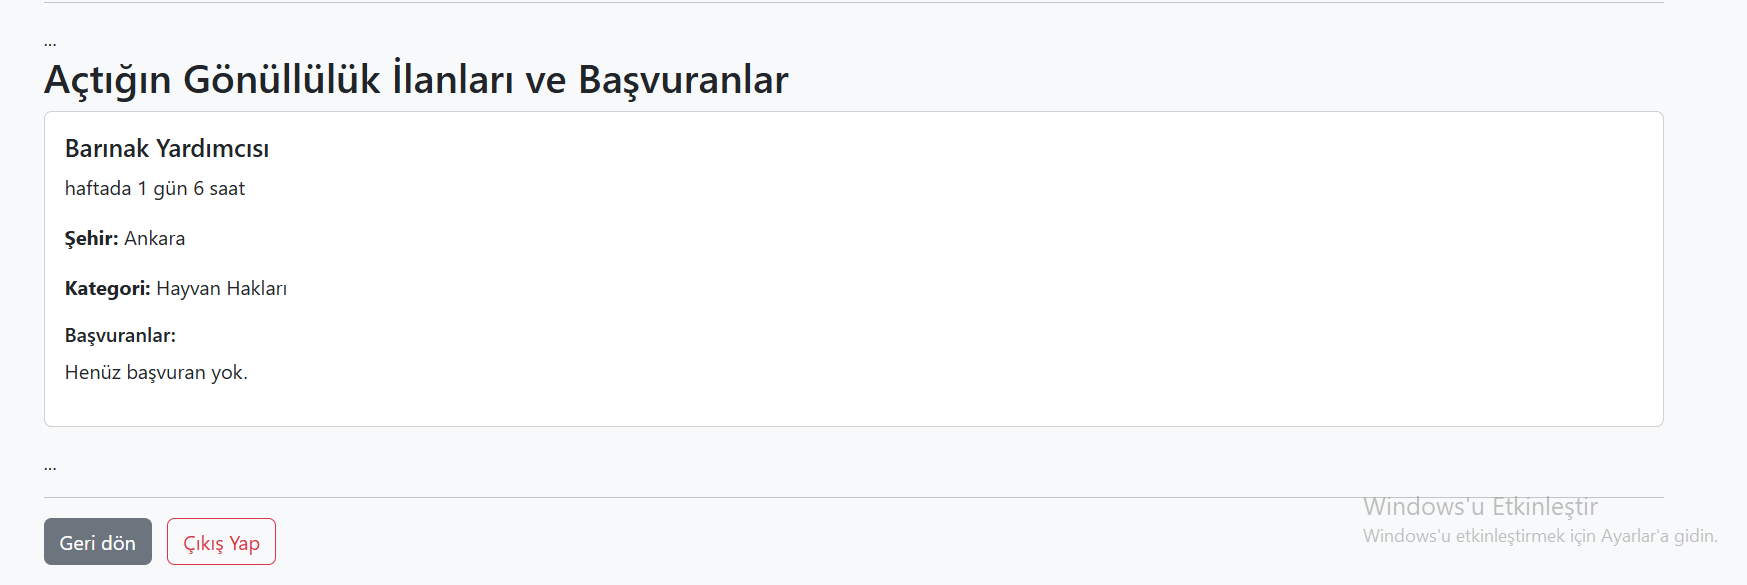 ...
Açtığın Gönüllülük İlanları ve Başvuranlar
Barınak Yardımcısı
haftada 1 gün 6 saat
Şehir: Ankara
Kategori: Hayvan Hakları
Başvuranlar:
Henüz başvuran yok.
...
Windows'u Etkinleştir
Windows'u etkinleştirmek için Ayarlar'a gidin.
Geri dön Çıkış Yap